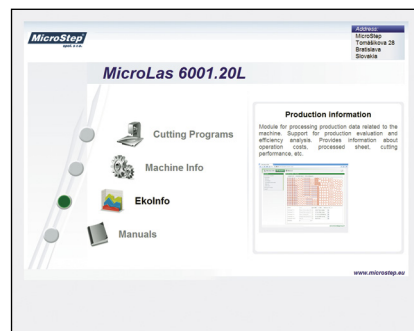 MicroStep
spol. s r.o.
Address:
MicroStep
Tomášikova 28
Bratislava
Slovakia
MicroLas 6001.20L
Cutting Programs
Machine Info
EkoInfo
Manuals
Production information
Module for processing production data related to the
machine. Support for production evaluation and
efficiency analysis. Provides information about
operation costs, processed sheet, cutting
performance, etc.
www.microstep.eu